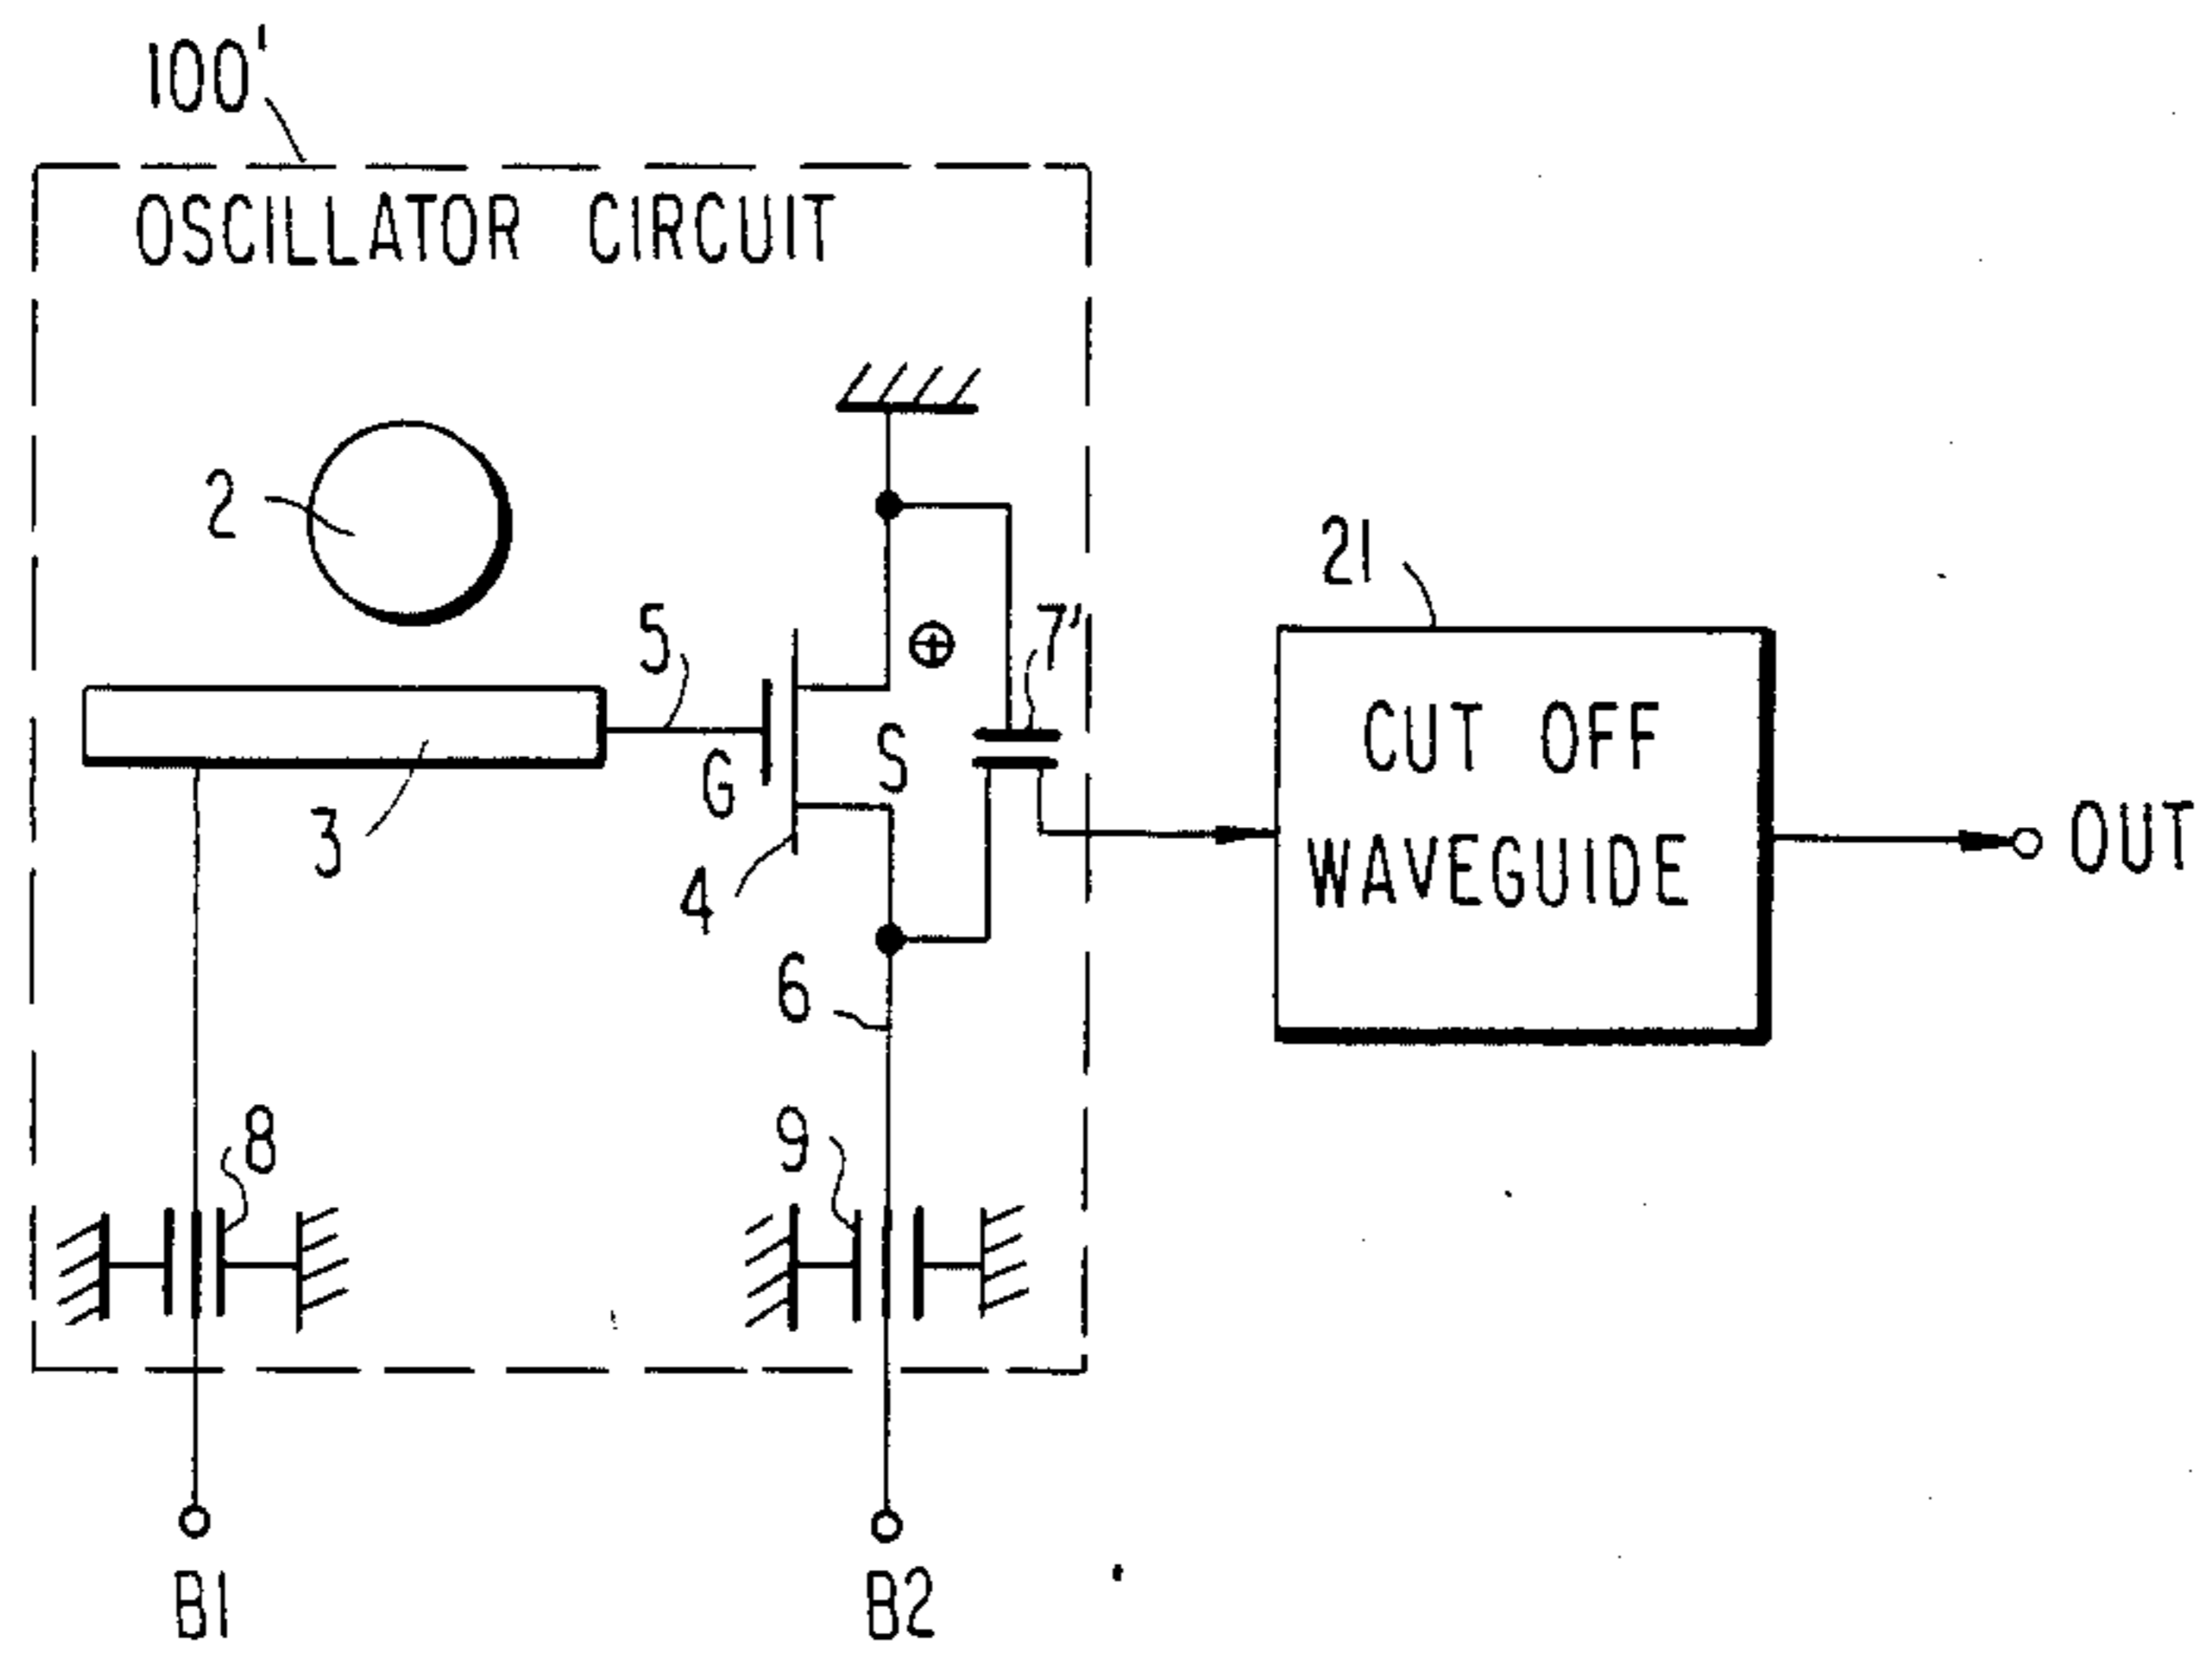 100'
OSCILLATOR CIRCUIT
2
5
7'
21
G
S
3
4
CUT OFF
WAVEGUIDE
OUT
6
8
9
B1
B2